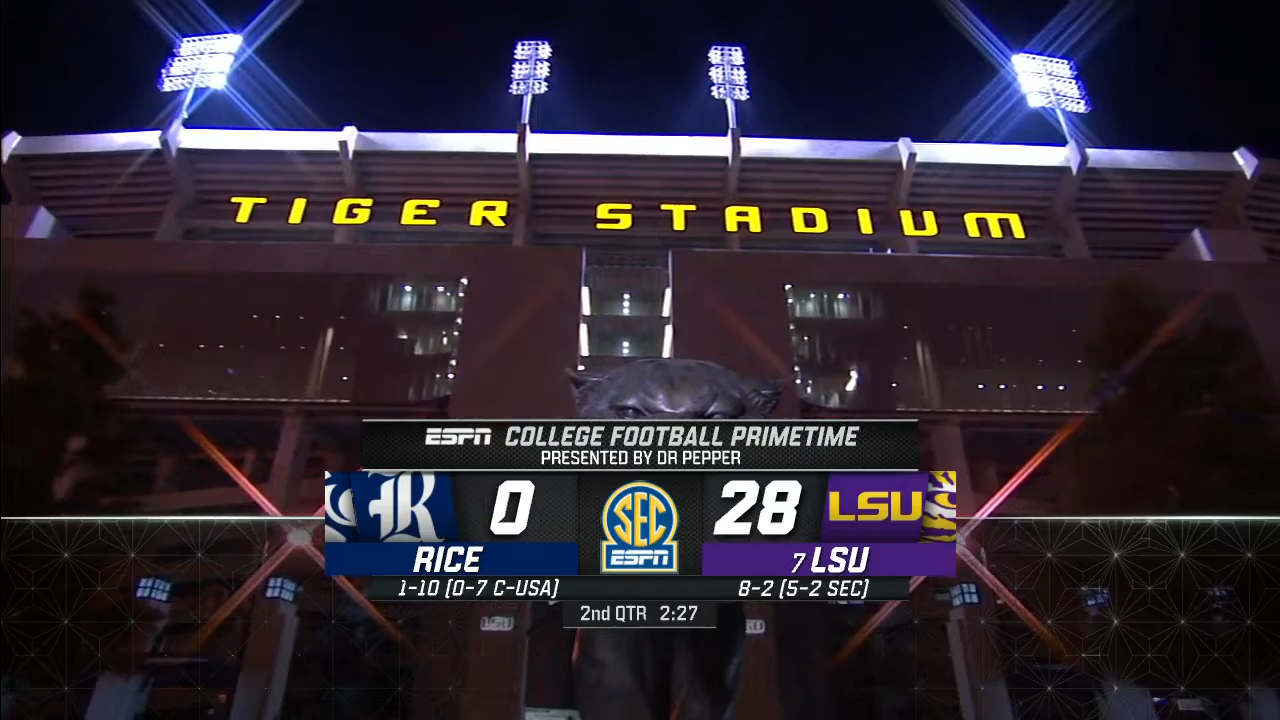 TIGER STADIUM
ESPN COLLEGE FOOTBALL PRIMETIME
PRESENTED BY DR PEPPER
R 0 SEC ESPN 28 LSU
RICE 7 LSU
1-10 (0-7 C-USA) 8-2 (5-2 SEC)
2nd QTR 2:27
LSU